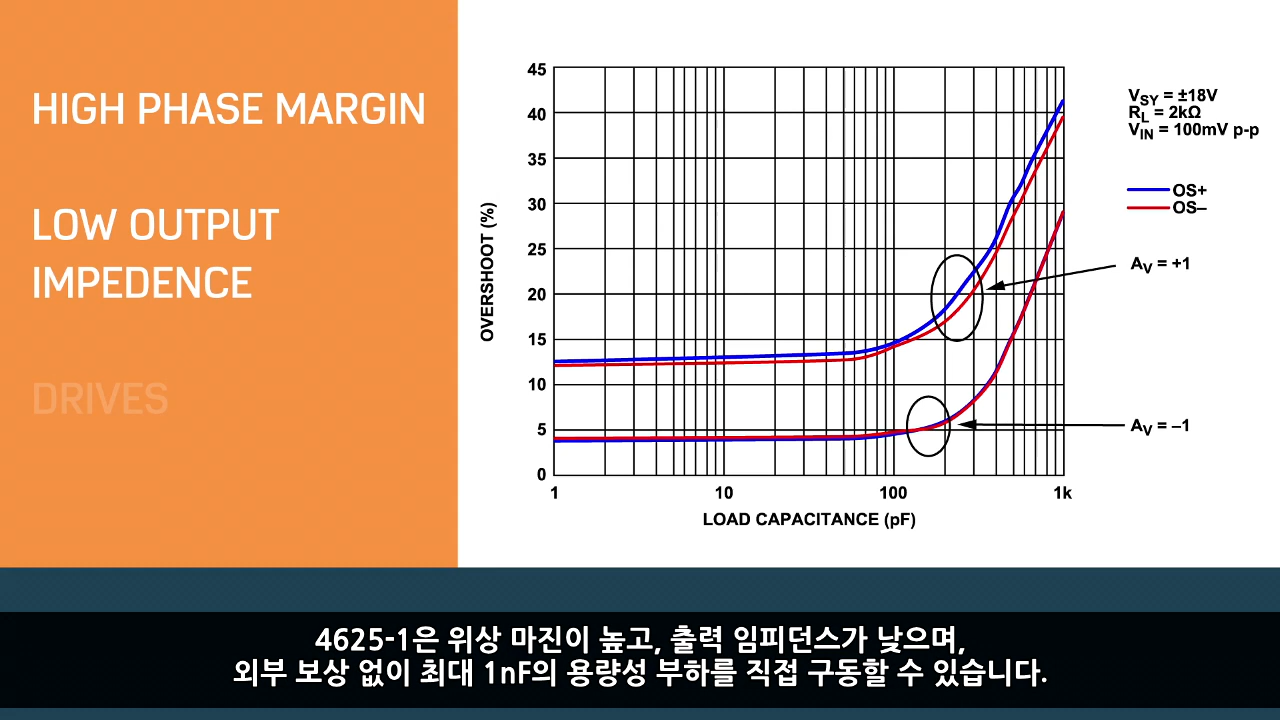 HIGH PHASE MARGIN
LOW OUTPUT
IMPEDENCE
DRIVES
45
40
35
30
25
20
15
10
5
0
OVERSHOOT (%)
1
10
100
1k
LOAD CAPACITANCE (pF)
VSY = ±18V
RL = 2kΩ
VIN = 100mV p-p
OS+
OS–
AV = +1
AV = –1
4625-1은 위상 마진이 높고, 출력 임피던스가 낮으며,
외부 보상 없이 최대 1nF의 용량성 부하를 직접 구동할 수 있습니다.